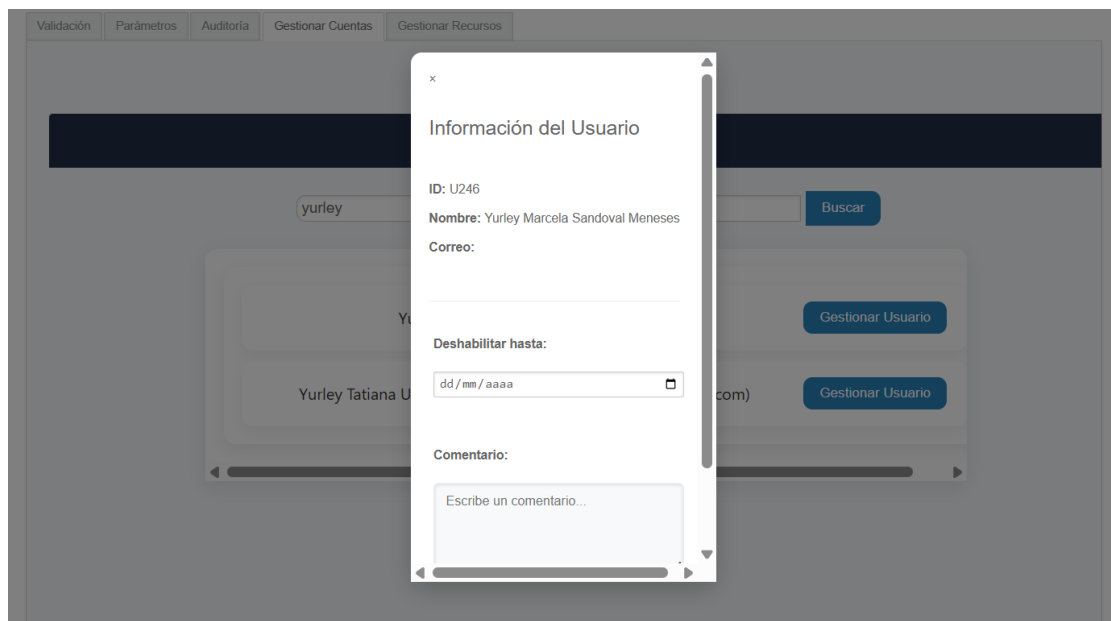 Validación Parámetros Auditoría Gestionar Cuentas Gestionar Recursos
×
Información del Usuario
ID: U246
Nombre: Yurley Marcela Sandoval Meneses
Correo:
yurley
Buscar
Gestionar Usuario
Deshabilitar hasta:
dd/mm/aaaa
Yurley Tatiana
com)
Gestionar Usuario
Comentario:
Escribe un comentario...